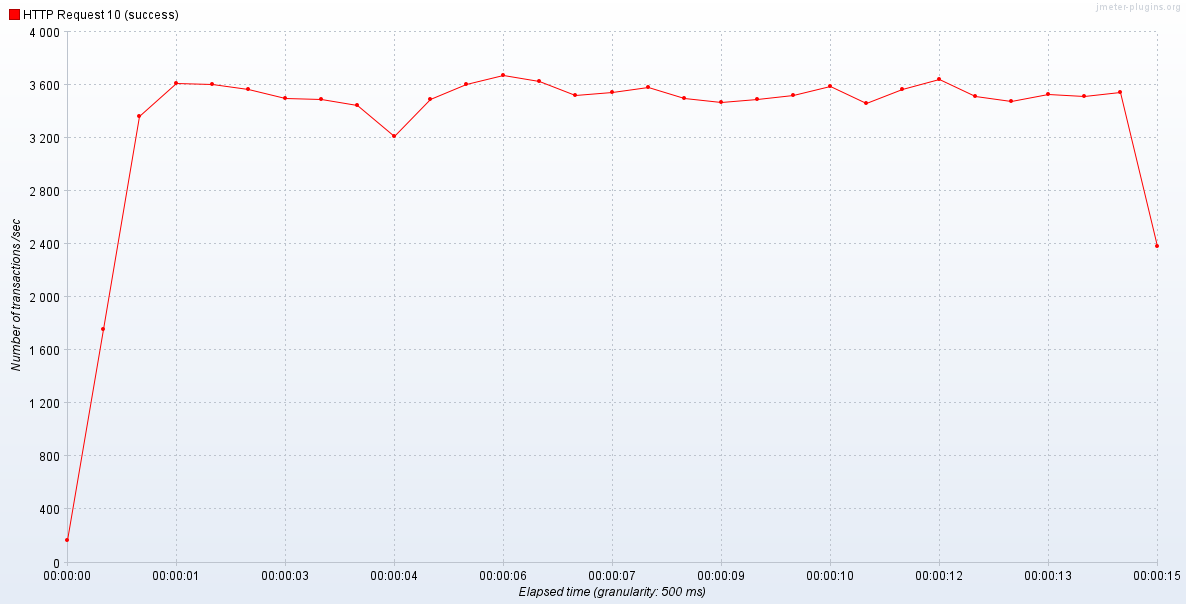 jmeter-plugins.org
HTTP Request 10 (success)
4 000
3 600
3 200
2 800
2 400
2 000
1 600
1 200
800
400
0
Number of transactions /sec
00:00:00 00:00:01 00:00:03 00:00:04 00:00:06 00:00:07 00:00:09 00:00:10 00:00:12 00:00:13 00:00:15
Elapsed time (granularity: 500 ms)